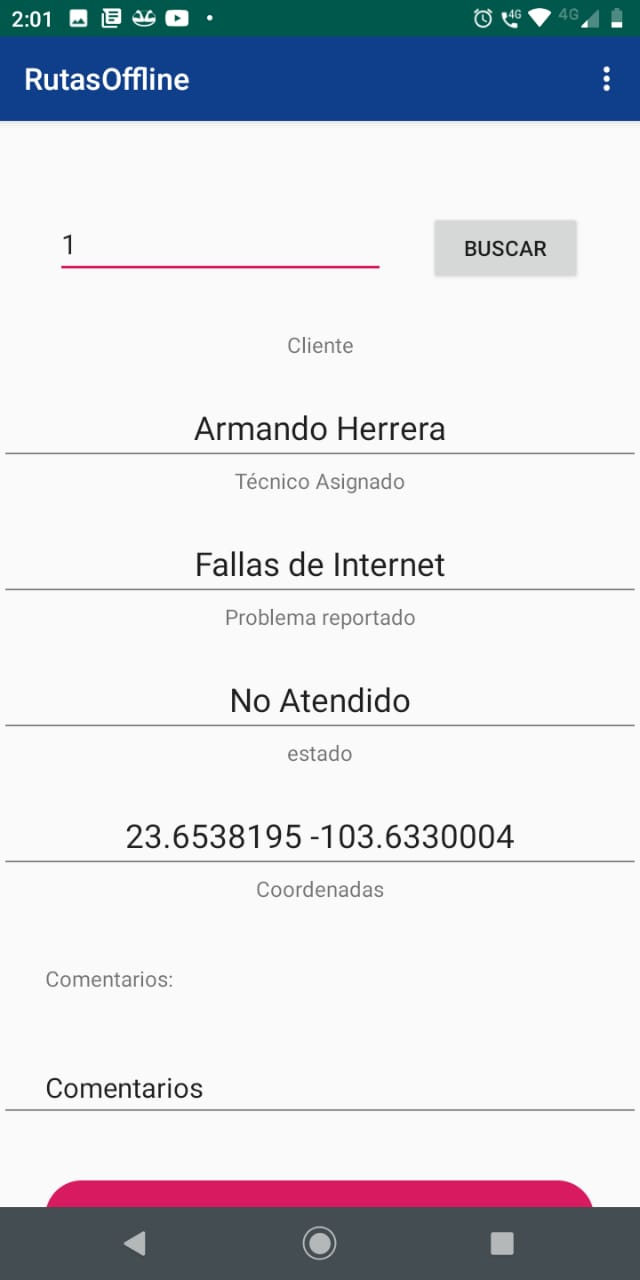 2:01
4G
4G
RutasOffline
1
BUSCAR
Cliente
Armando Herrera
Técnico Asignado
Fallas de Internet
Problema reportado
No Atendido
estado
23.6538195 -103.6330004
Coordenadas
Comentarios:
Comentarios